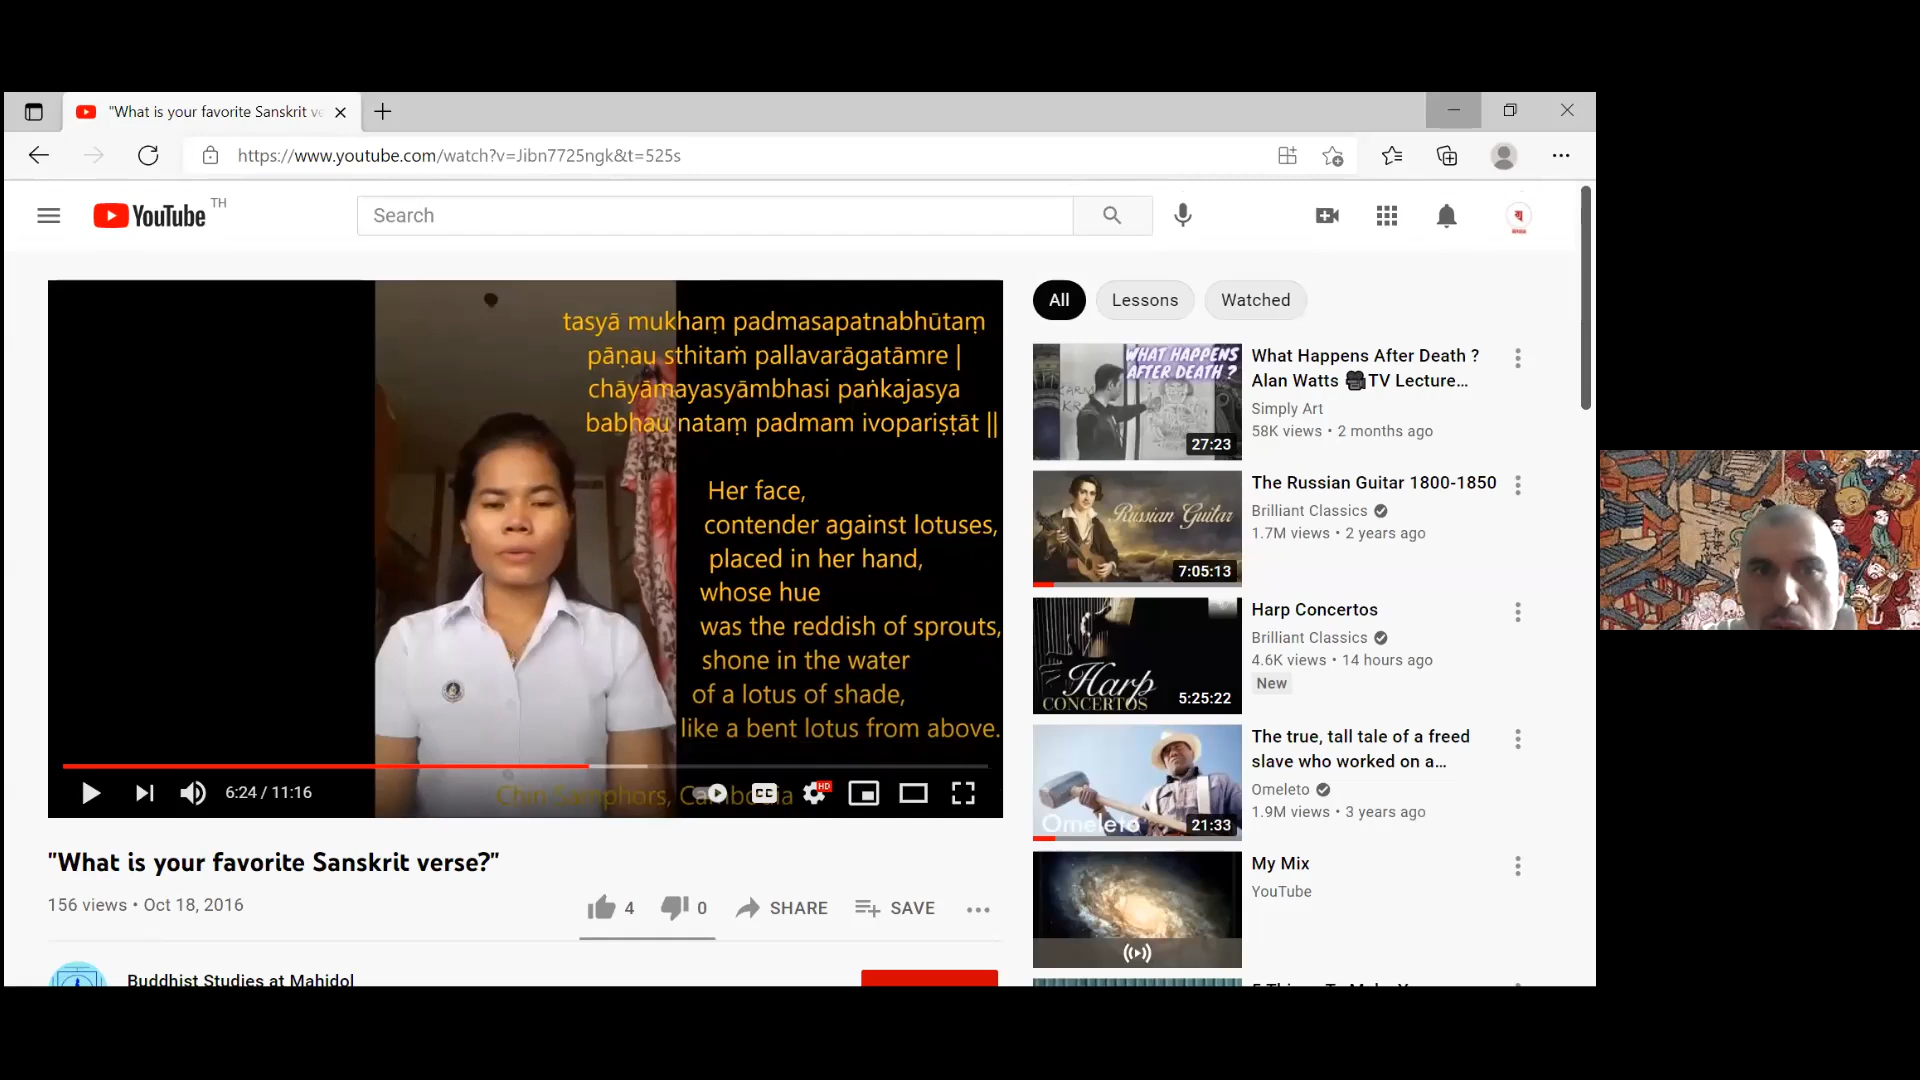 "What is your favorite Sanskrit ve
https://www.youtube.com/watch?v=Jibn7725ngk&t=525s
YouTube TH
Search
tasyā mukhaṃ padmasapatnabhūtaṃ
pāṇau sthitaṁ pallavarāgatāmre |
chāyāmayasyāmbhasi paṅkajasya
babhau nataṃ padmam ivopariṣṭāt ||
Her face,
contender against lotuses,
placed in her hand,
whose hue
was the reddish of sprouts,
shone in the water
of a lotus of shade,
like a bent lotus from above.
Chin Samphors, Cambodia
6:24 / 11:16
CC
HD
"What is your favorite Sanskrit verse?"
156 views • Oct 18, 2016
4
0
SHARE
SAVE
Buddhist Studies at Mahidol
All
Lessons
Watched
WHAT HAPPENS
AFTER DEATH ?
27:23
What Happens After Death ?
Alan Watts 🎥TV Lecture...
Simply Art
58K views • 2 months ago
Russian Guitar
7:05:13
The Russian Guitar 1800-1850
Brilliant Classics
1.7M views • 2 years ago
Harp
CONCERTOS
5:25:22
Harp Concertos
Brilliant Classics
4.6K views • 14 hours ago
New
Omeleto
21:33
The true, tall tale of a freed
slave who worked on a...
Omeleto
1.9M views • 3 years ago
My Mix
YouTube